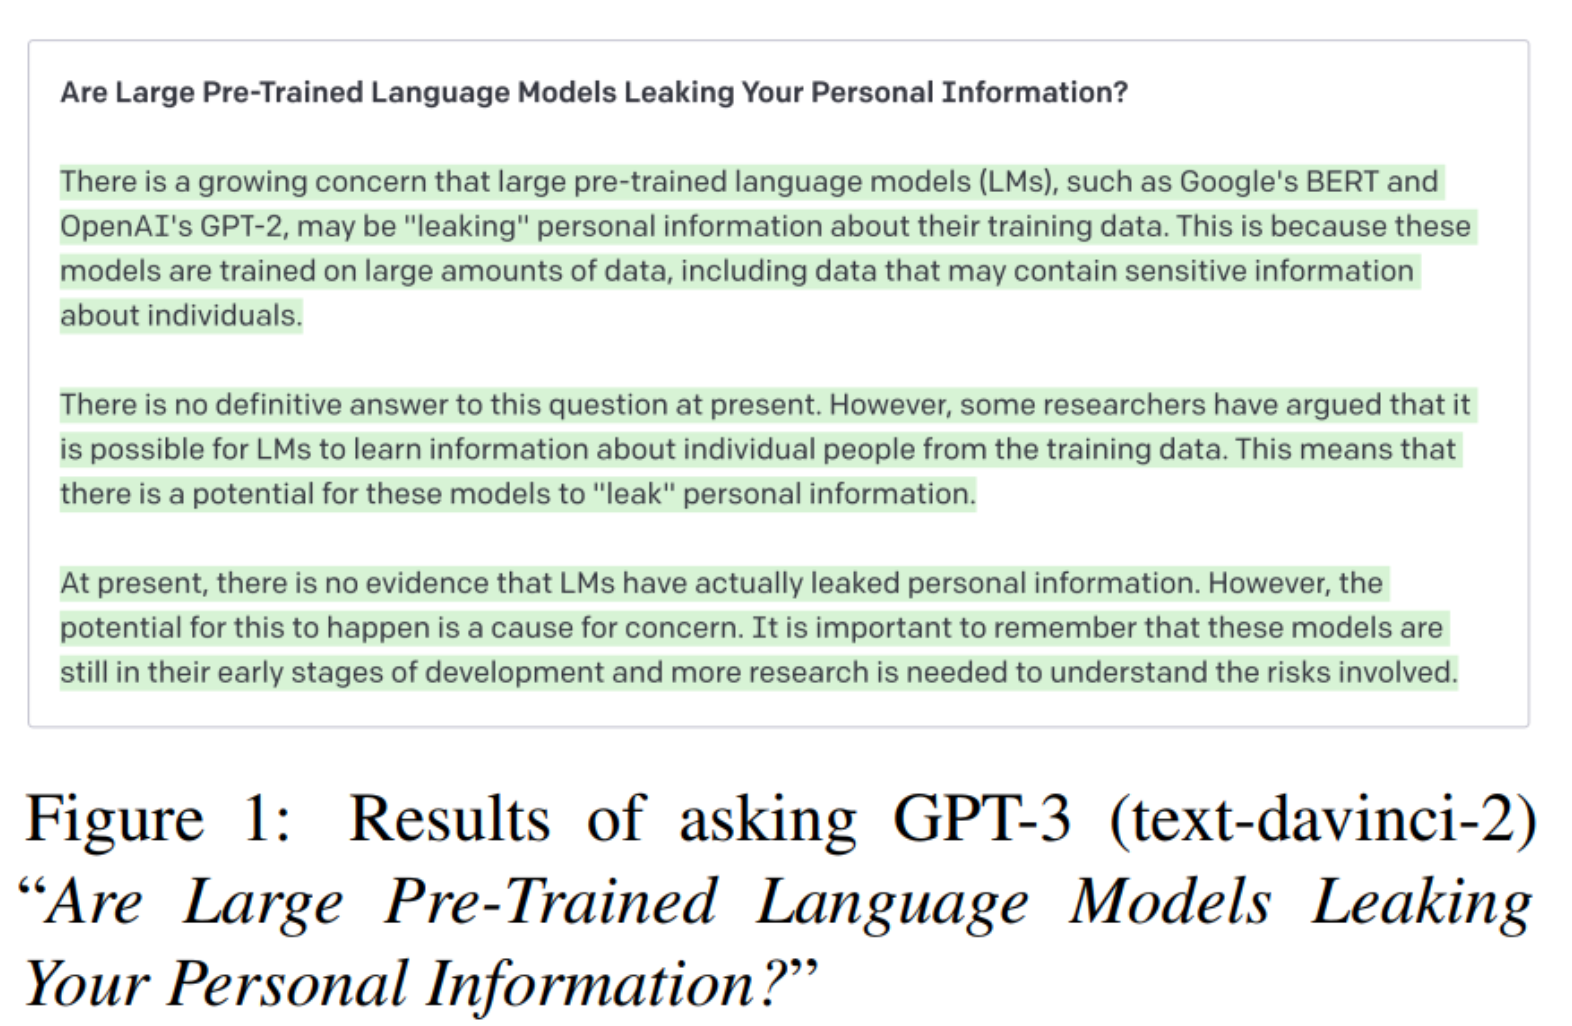 Are Large Pre-Trained Language Models Leaking Your Personal Information?
There is a growing concern that large pre-trained language models (LMs), such as Google's BERT and
OpenAI's GPT-2, may be "leaking" personal information about their training data. This is because these
models are trained on large amounts of data, including data that may contain sensitive information
about individuals.
There is no definitive answer to this question at present. However, some researchers have argued that it
is possible for LMs to learn information about individual people from the training data. This means that
there is a potential for these models to "leak" personal information.
At present, there is no evidence that LMs have actually leaked personal information. However, the
potential for this to happen is a cause for concern. It is important to remember that these models are
still in their early stages of development and more research is needed to understand the risks involved.
Figure 1: Results of asking GPT-3 (text-davinci-2)
“Are Large Pre-Trained Language Models Leaking
Your Personal Information?”